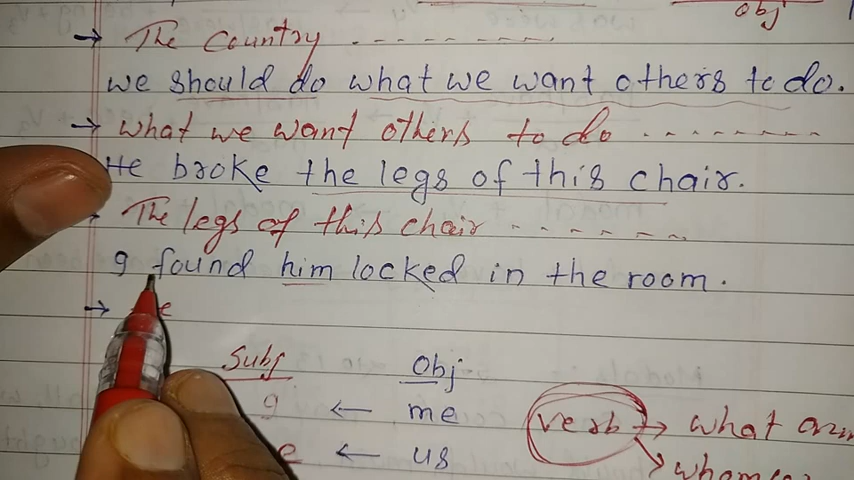 obj
→ The Country - - - - - - - - - -
we should do what we want others to do.
→ what we want others to do - - - - - - - - -
He broke the legs of this chair.
The legs of this chair - - - - - - -
I found him locked in the room.
→
Subj Obj
I ← me
← us
verb → what